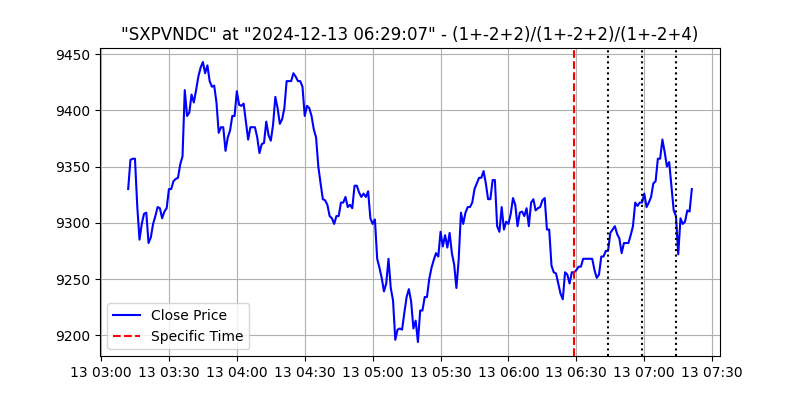 "SXPVNDC" at "2024-12-13 06:29:07" - (1+-2+2)/(1+-2+2)/(1+-2+4)
9450
9400
9350
9300
9250
9200
Close Price
Specific Time
13 03:00 13 03:30 13 04:00 13 04:30 13 05:00 13 05:30 13 06:00 13 06:30 13 07:00 13 07:30